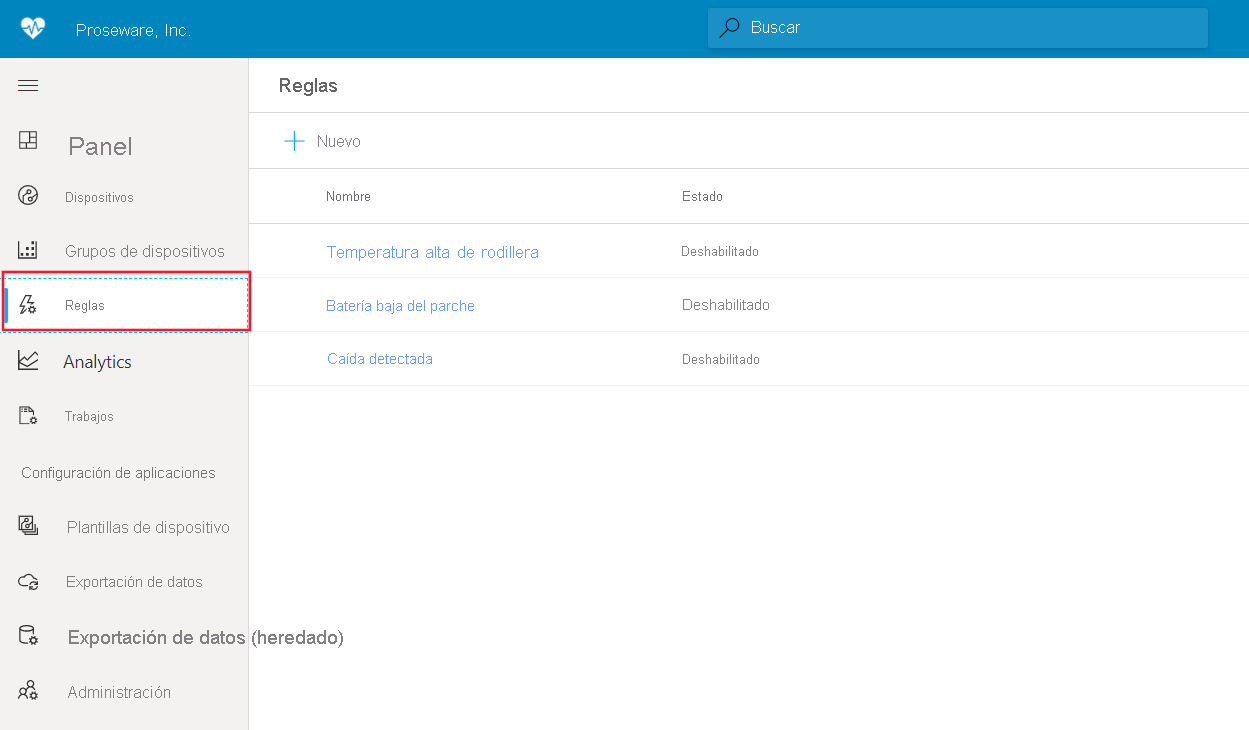 Proseware, Inc.
Buscar
Panel
Dispositivos
Grupos de dispositivos
Reglas
Analytics
Trabajos
Configuración de aplicaciones
Plantillas de dispositivo
Exportación de datos
Exportación de datos (heredado)
Administración
Reglas
Nuevo
Nombre Estado
Temperatura alta de rodillera Deshabilitado
Batería baja del parche Deshabilitado
Caída detectada Deshabilitado